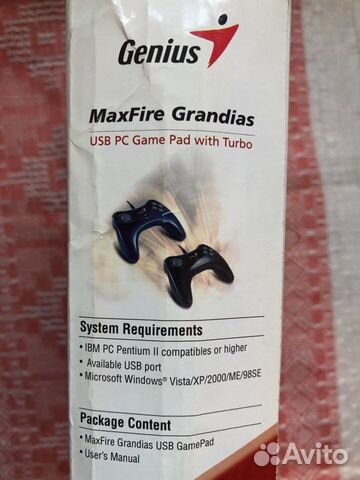 Genius
MaxFire Grandias
USB PC Game Pad with Turbo
System Requirements
• IBM PC Pentium II compatibles or higher
• Available USB port
• Microsoft Windows® Vista/XP/2000/ME/98SE
Package Content
• MaxFire Grandias USB GamePad
• User's Manual
Avito